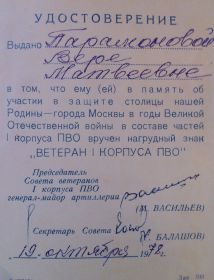 УДОСТОВЕРЕНИЕ
Выдано Парамоновой
Вере
Матвеевне
в том, что ему (ей) в память об
участии в защите столицы нашей
Родины—города Москвы в годы Великой
Отечественной войны в составе частей
I корпуса ПВО вручен нагрудный знак
"ВЕТЕРАН I КОРПУСА ПВО"
Председатель
Совета ветеранов
I корпуса ПВО
генерал-майор артиллерии
(И. ВАСИЛЬЕВ)
Секретарь Совета
БАЛАШОВ)
19 октября 1978 г.